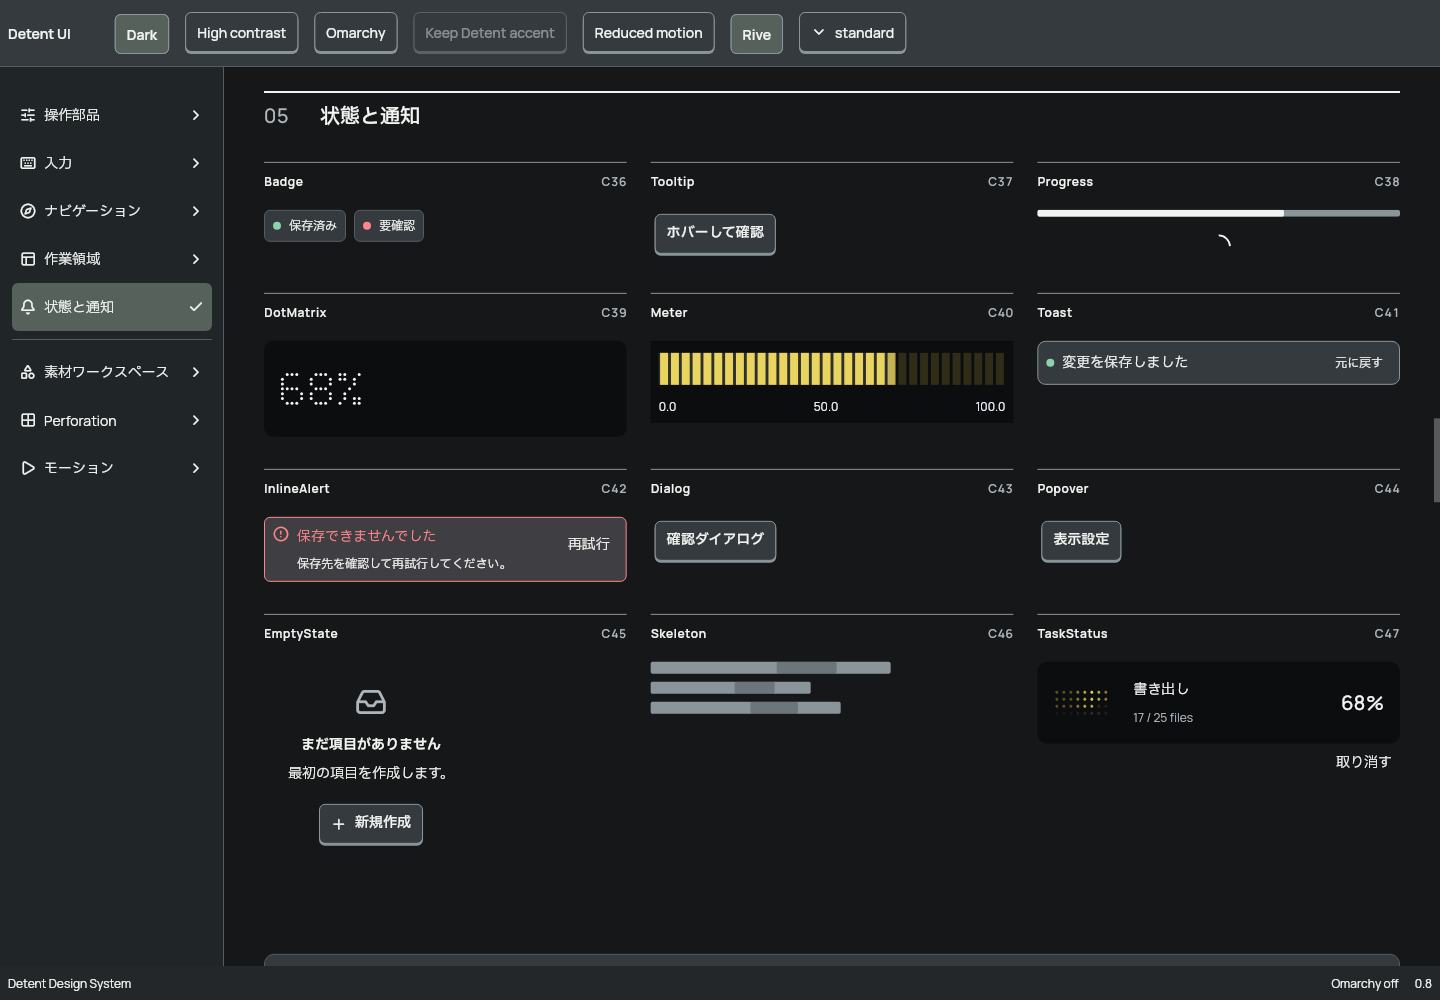 Detent UI
Dark
High contrast
Omarchy
Keep Detent accent
Reduced motion
Rive
standard
操作部品
入力
ナビゲーション
作業領域
状態と通知
素材ワークスペース
Perforation
モーション
05 状態と通知
Badge C36
保存済み
要確認
Tooltip C37
ホバーして確認
Progress C38
DotMatrix C39
68%
Meter C40
0.0 50.0 100.0
Toast C41
変更を保存しました
元に戻す
InlineAlert C42
保存できませんでした
保存先を確認して再試行してください。
再試行
Dialog C43
確認ダイアログ
Popover C44
表示設定
EmptyState C45
まだ項目がありません
最初の項目を作成します。
新規作成
Skeleton C46
TaskStatus C47
書き出し
17 / 25 files
68%
取り消す
Detent Design System
Omarchy off 0.8